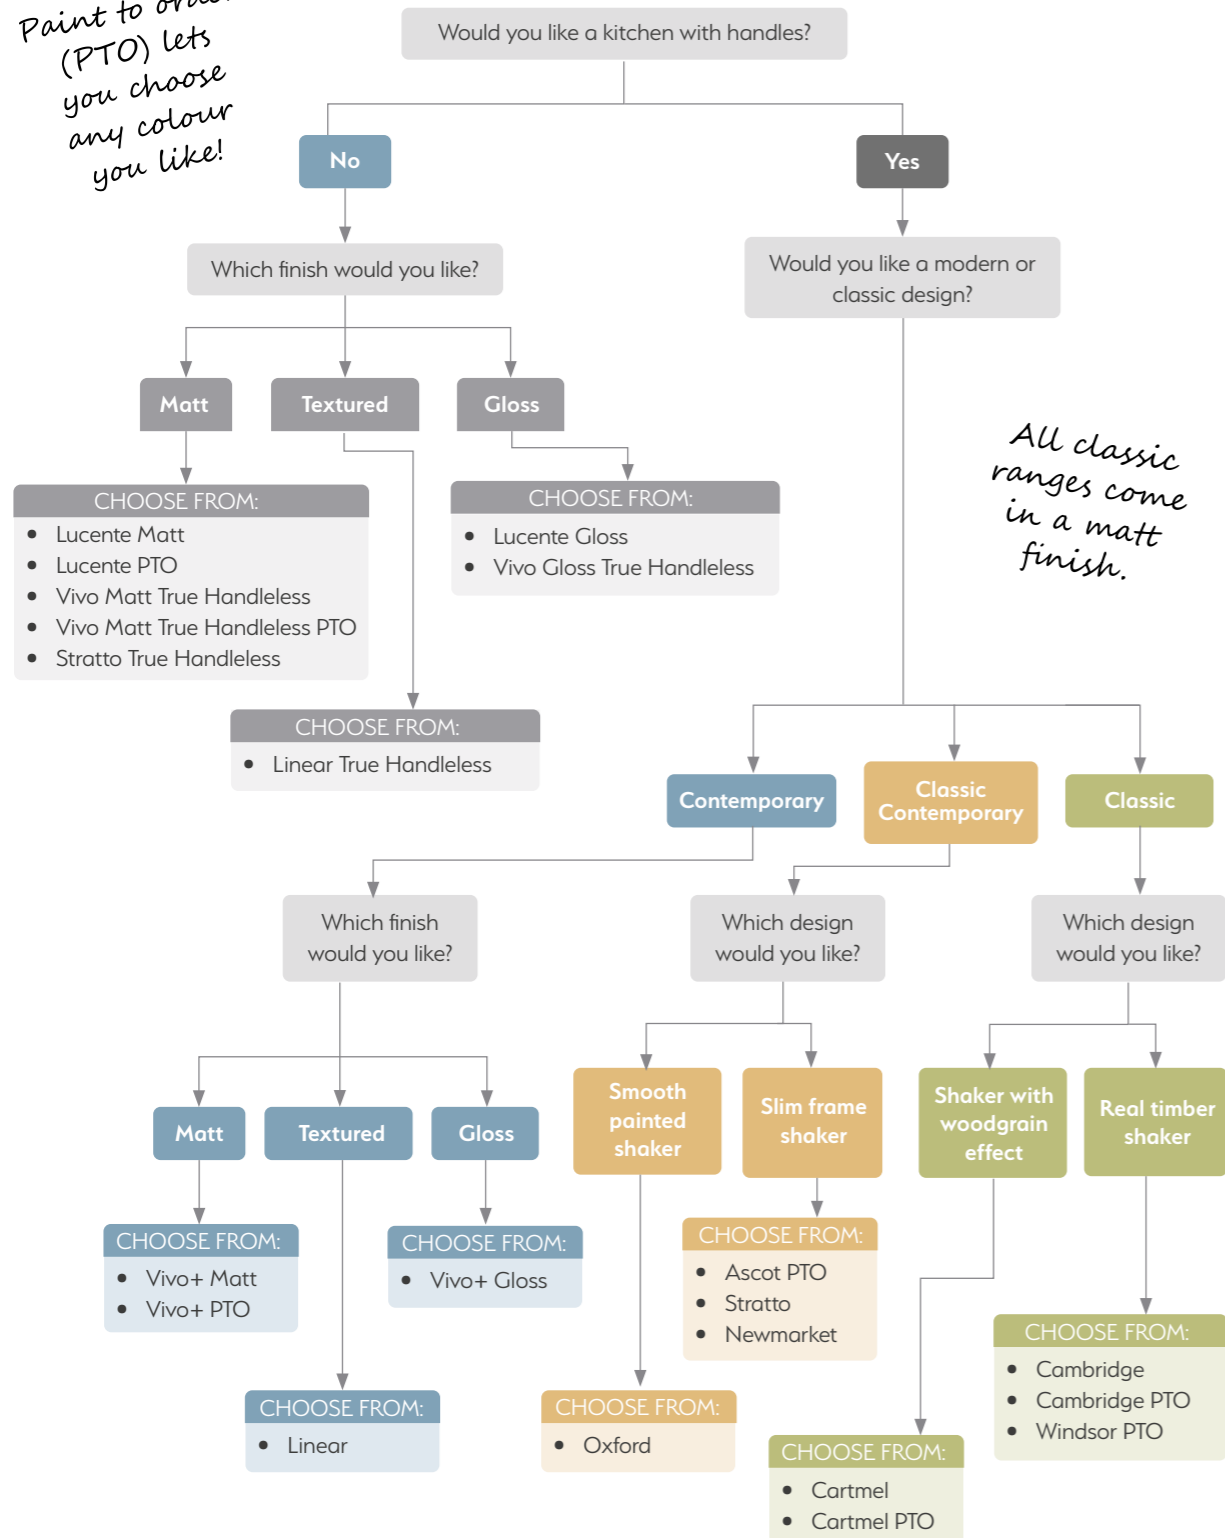 Paint to order
(PTO) lets
you choose
any colour
you like!
Would you like a kitchen with handles?
No
Yes
Which finish would you like?
Would you like a modern or
classic design?
Matt
Textured
Gloss
All classic
ranges come
in a matt
finish.
CHOOSE FROM:
• Lucente Matt
• Lucente PTO
• Vivo Matt True Handleless
• Vivo Matt True Handleless PTO
• Stratto True Handleless
CHOOSE FROM:
• Lucente Gloss
• Vivo Gloss True Handleless
CHOOSE FROM:
• Linear True Handleless
Contemporary
Classic
Contemporary
Classic
Which finish
would you like?
Which design
would you like?
Which design
would you like?
Matt
Textured
Gloss
Smooth
painted
shaker
Slim frame
shaker
Shaker with
woodgrain
effect
Real timber
shaker
CHOOSE FROM:
• Vivo+ Matt
• Vivo+ PTO
CHOOSE FROM:
• Vivo+ Gloss
CHOOSE FROM:
• Ascot PTO
• Stratto
• Newmarket
CHOOSE FROM:
• Cambridge
• Cambridge PTO
• Windsor PTO
CHOOSE FROM:
• Linear
CHOOSE FROM:
• Oxford
CHOOSE FROM:
• Cartmel
• Cartmel PTO